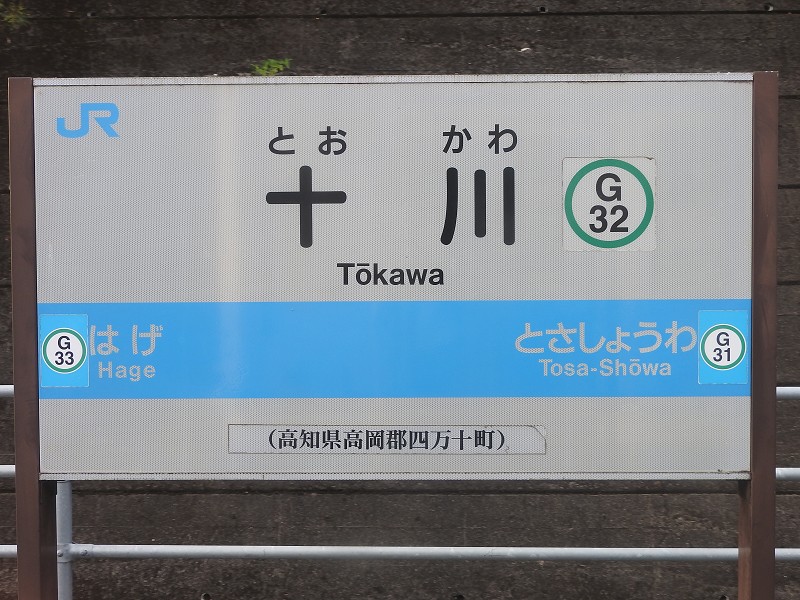 JR
とお かわ
十川
G
32
Tōkawa
G
33
はげ
Hage
とさしょうわ
Tosa-Shōwa
G
31
(高知県高岡郡四万十町)